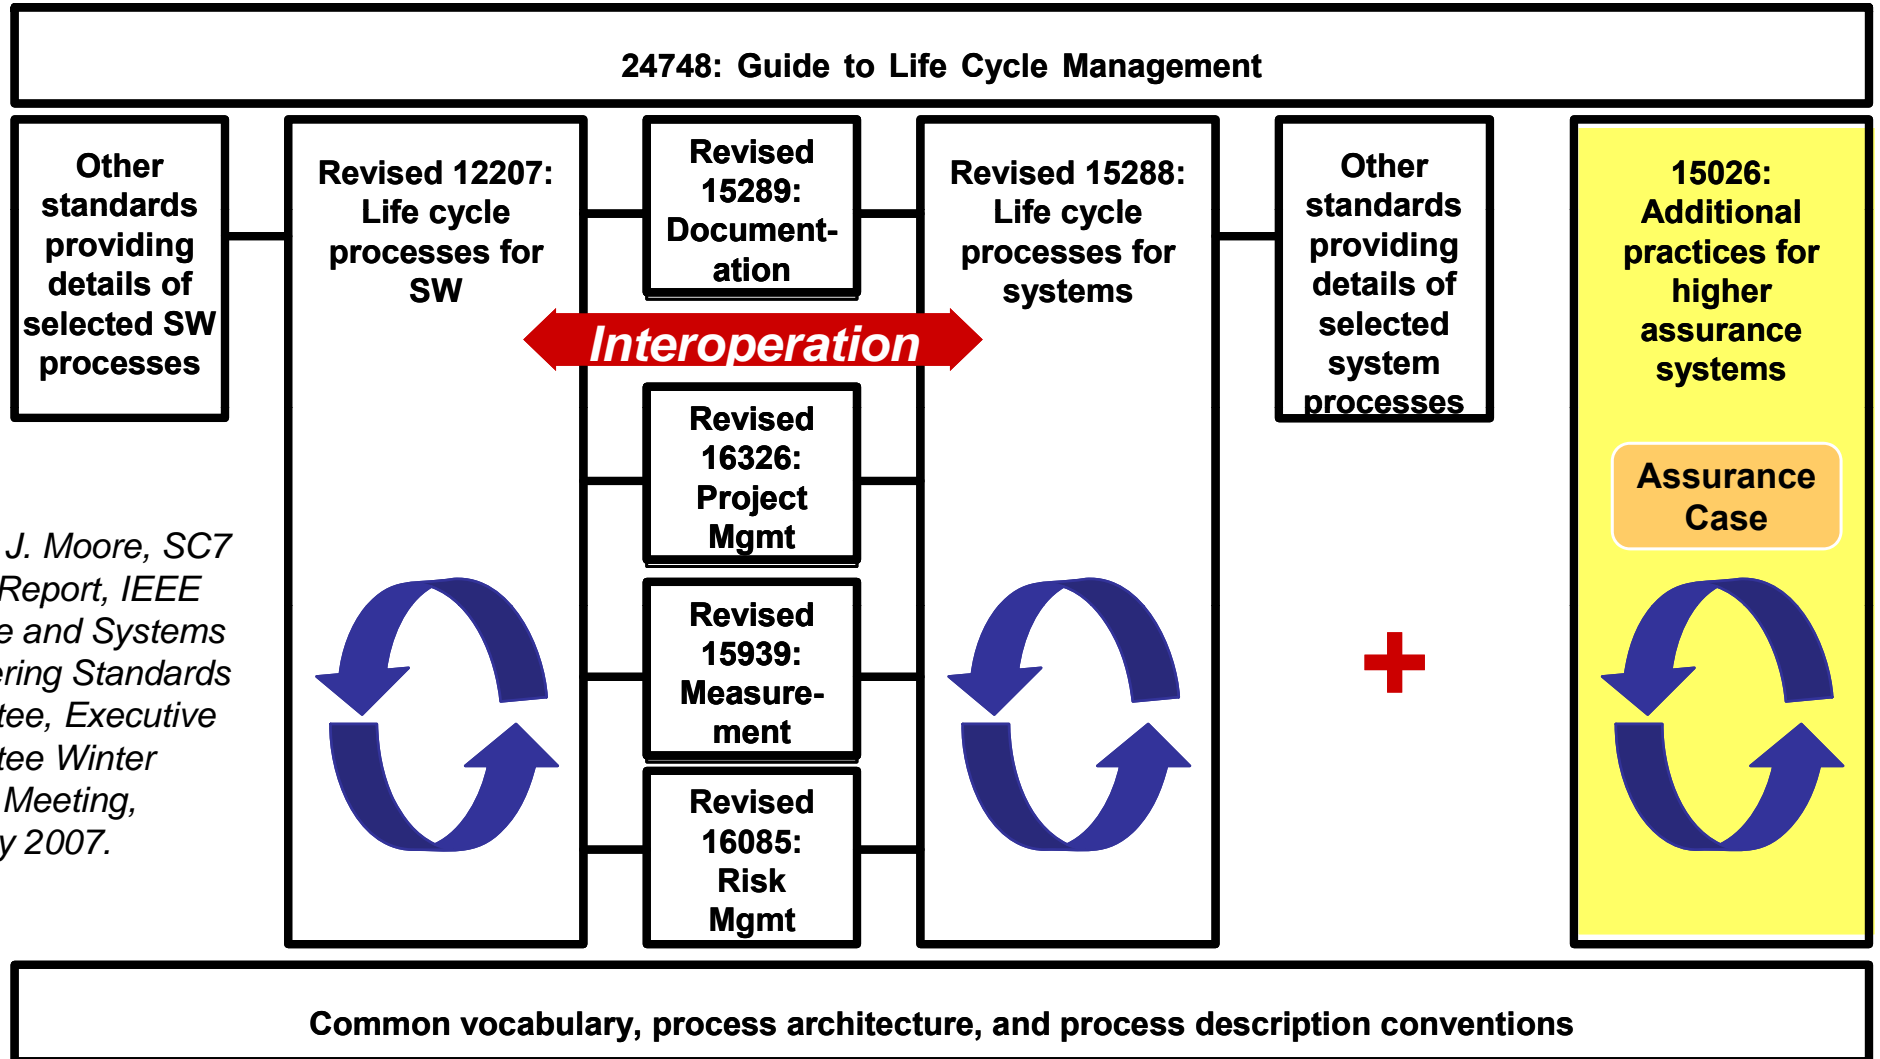 24748: Guide to Life Cycle Management
Other
standards
providing
details of
selected SW
processes
Revised 12207:
Life cycle
processes for
SW
Revised
15289:
Document-
ation
Revised 15288:
Life cycle
processes for
systems
Other
standards
providing
details of
selected
system
processes
15026:
Additional
practices for
higher
assurance
systems
Interoperation
Revised
16326:
Project
Mgmt
Assurance
Case
J. Moore, SC7
Report, IEEE
e and Systems
ering Standards
tee, Executive
tee Winter
Meeting,
y 2007.
Revised
15939:
Measure-
ment
+
Revised
16085:
Risk
Mgmt
Common vocabulary, process architecture, and process description conventions